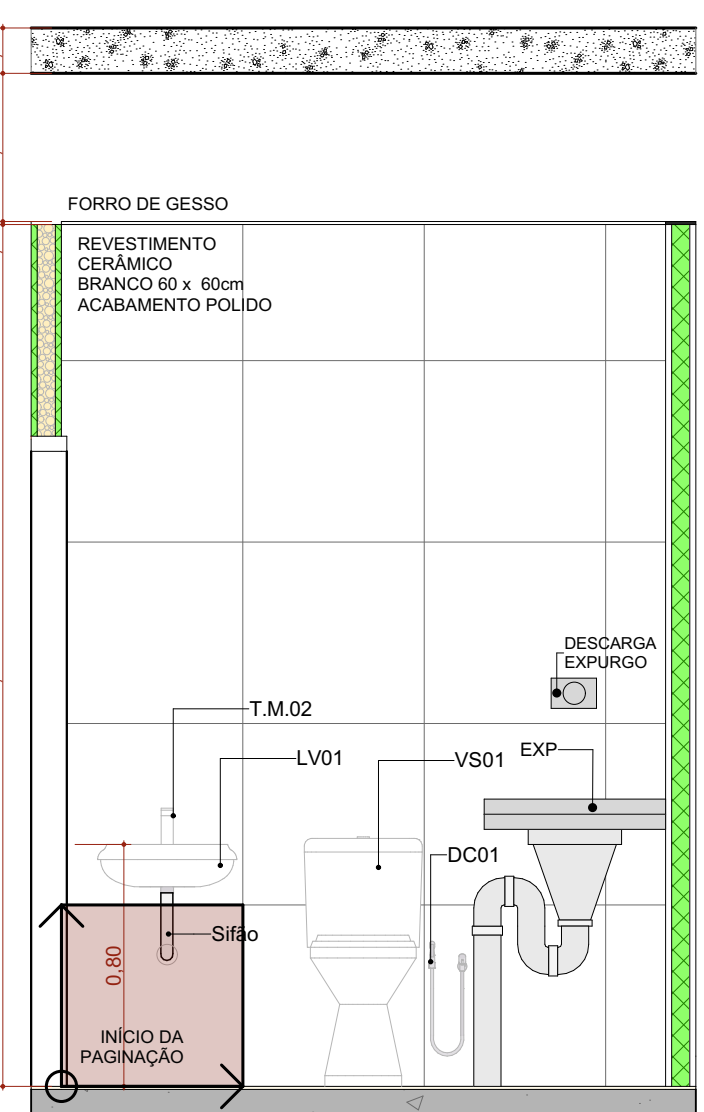 FORRO DE GESSO
REVESTIMENTO
CERÂMICO
BRANCO 60 x 60cm
ACABAMENTO POLIDO
DESCARGA
EXPURGO
T.M.02
LV01
VS01
EXP
DC01
Sifão
0,80
INÍCIO DA
PAGINAÇÃO